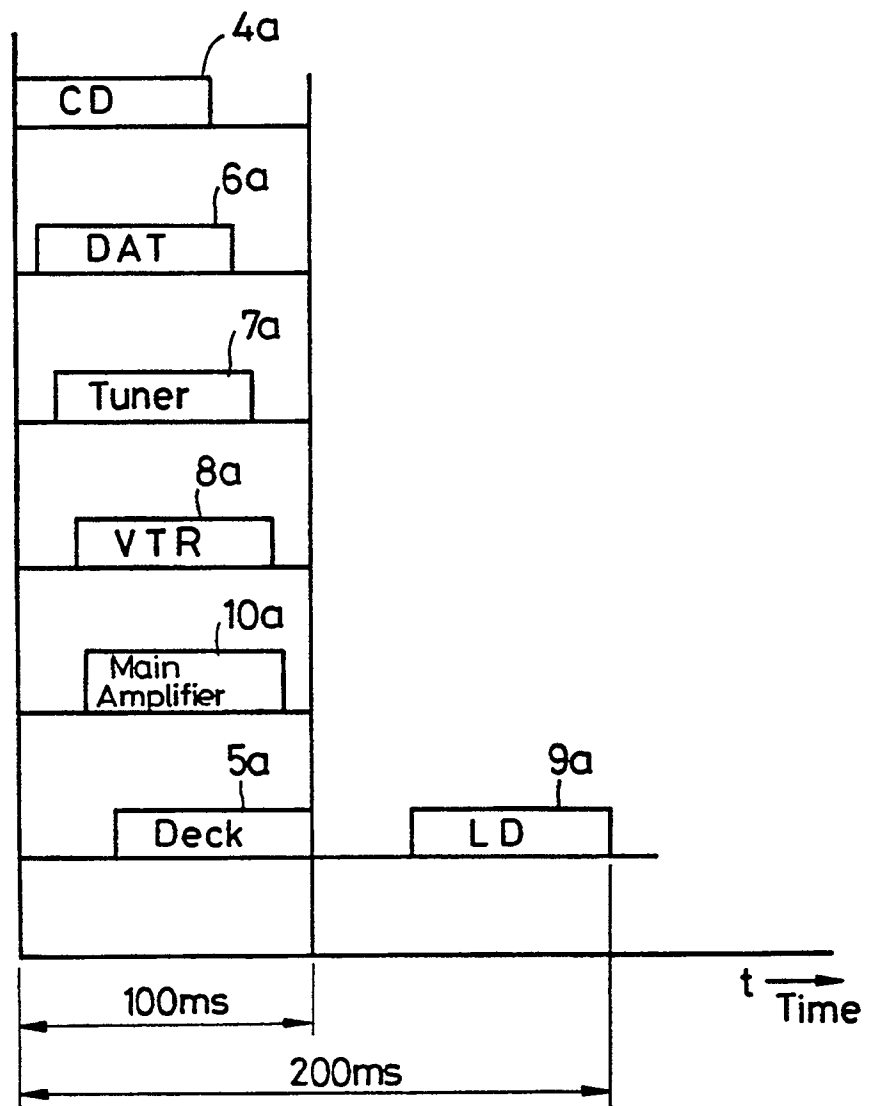 4a
CD
6a
DAT
7a
Tuner
8a
VTR
10a
Main
Amplifier
5a
9a
Deck
LD
t
Time
100ms
200ms